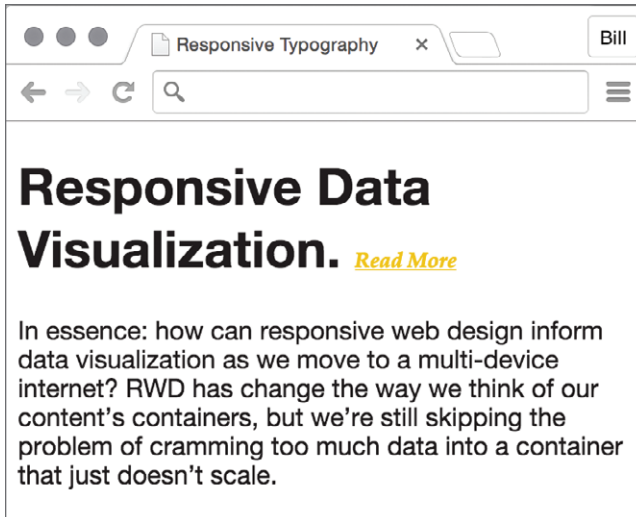 Responsive Typography
Bill
Responsive Data
Visualization. Read More
In essence: how can responsive web design inform
data visualization as we move to a multi-device
internet? RWD has change the way we think of our
content’s containers, but we’re still skipping the
problem of cramming too much data into a container
that just doesn’t scale.